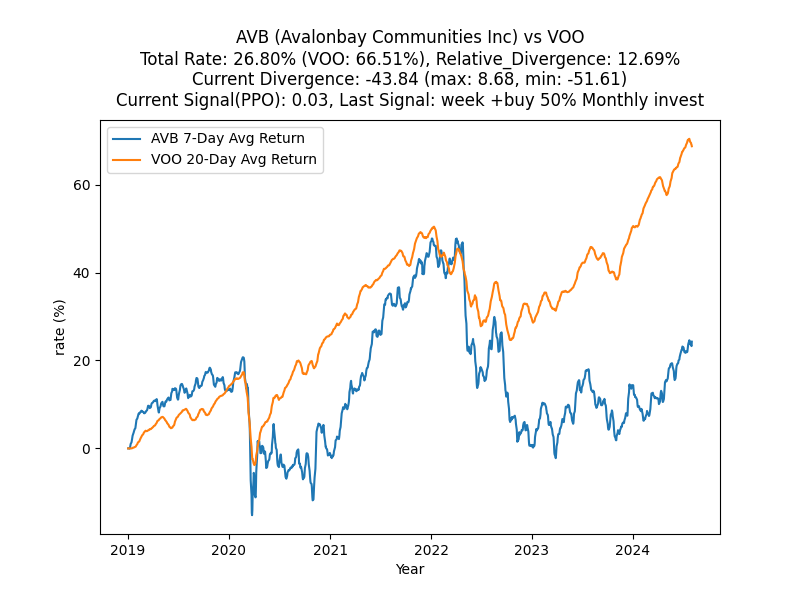 AVB (Avalonbay Communities Inc) vs VOO
Total Rate: 26.80% (VOO: 66.51%), Relative_Divergence: 12.69%
Current Divergence: -43.84 (max: 8.68, min: -51.61)
Current Signal(PPO): 0.03, Last Signal: week +buy 50% Monthly invest
AVB 7-Day Avg Return
VOO 20-Day Avg Return
60
40
20
0
rate (%)
2019 2020 2021 2022 2023 2024
Year